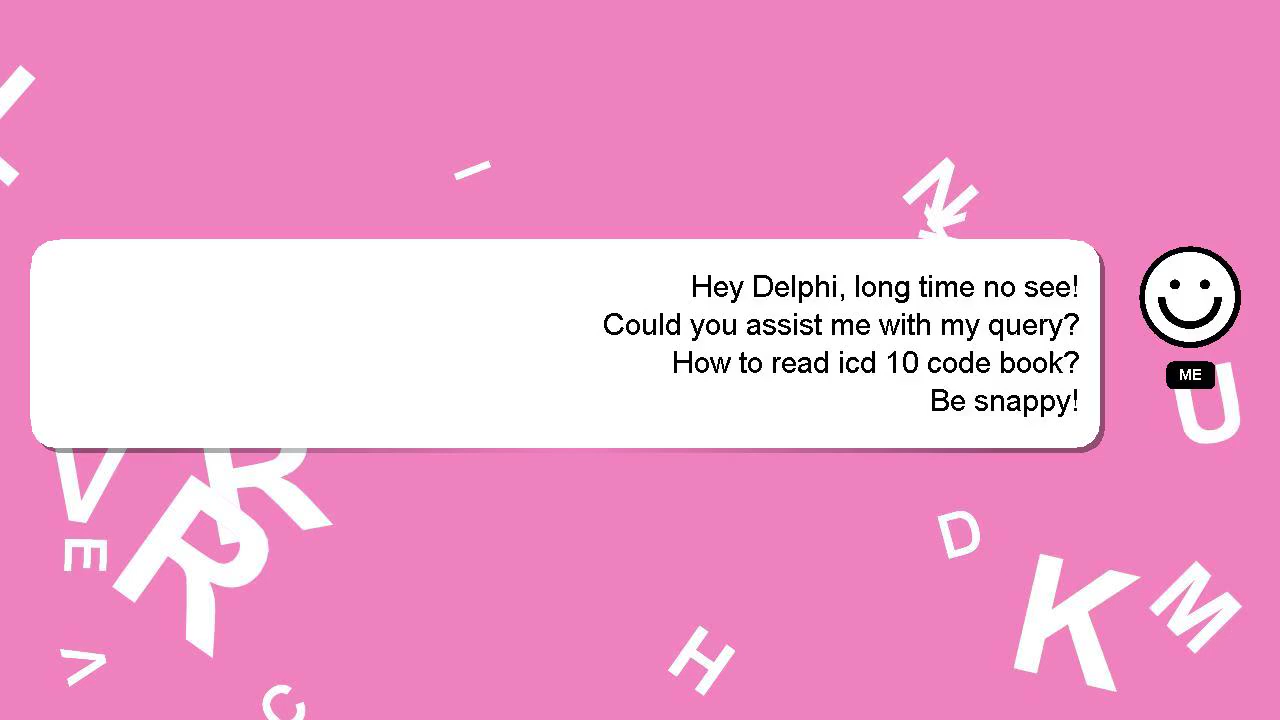 Hey Delphi, long time no see!
Could you assist me with my query?
How to read icd 10 code book?
Be snappy!
ME
I
N
K
U
V
R
R
E
D
K
M
V
H
C